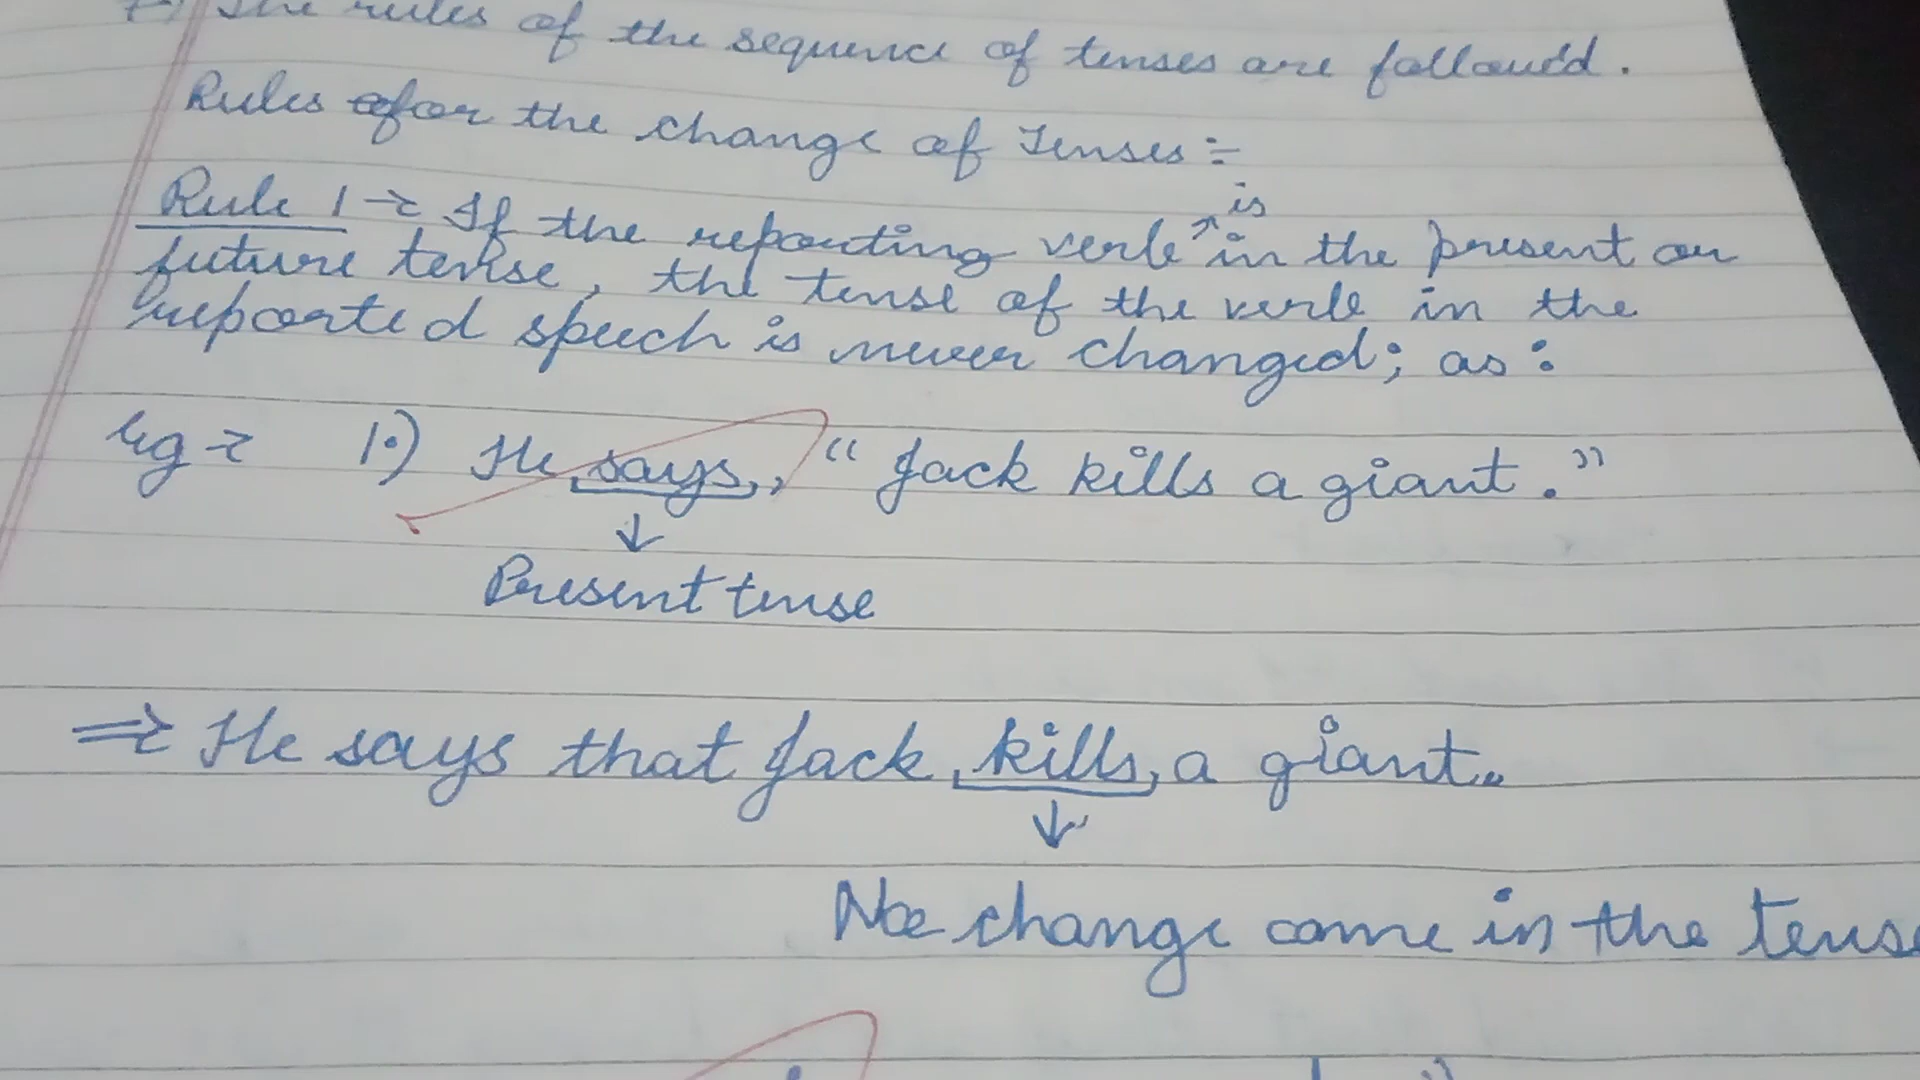 The rules of the sequence of tenses are followed.
Rules for the change of Tenses :-
is
Rule 1 - If the reporting verb in the present or
future tense, the tense of the verb in the
reported speech is never changed; as :
eg - 1.) He says, "Jack kills a giant."
↓
Present tense
⇒ He says that Jack kills a giant.
↓
No change come in the tense